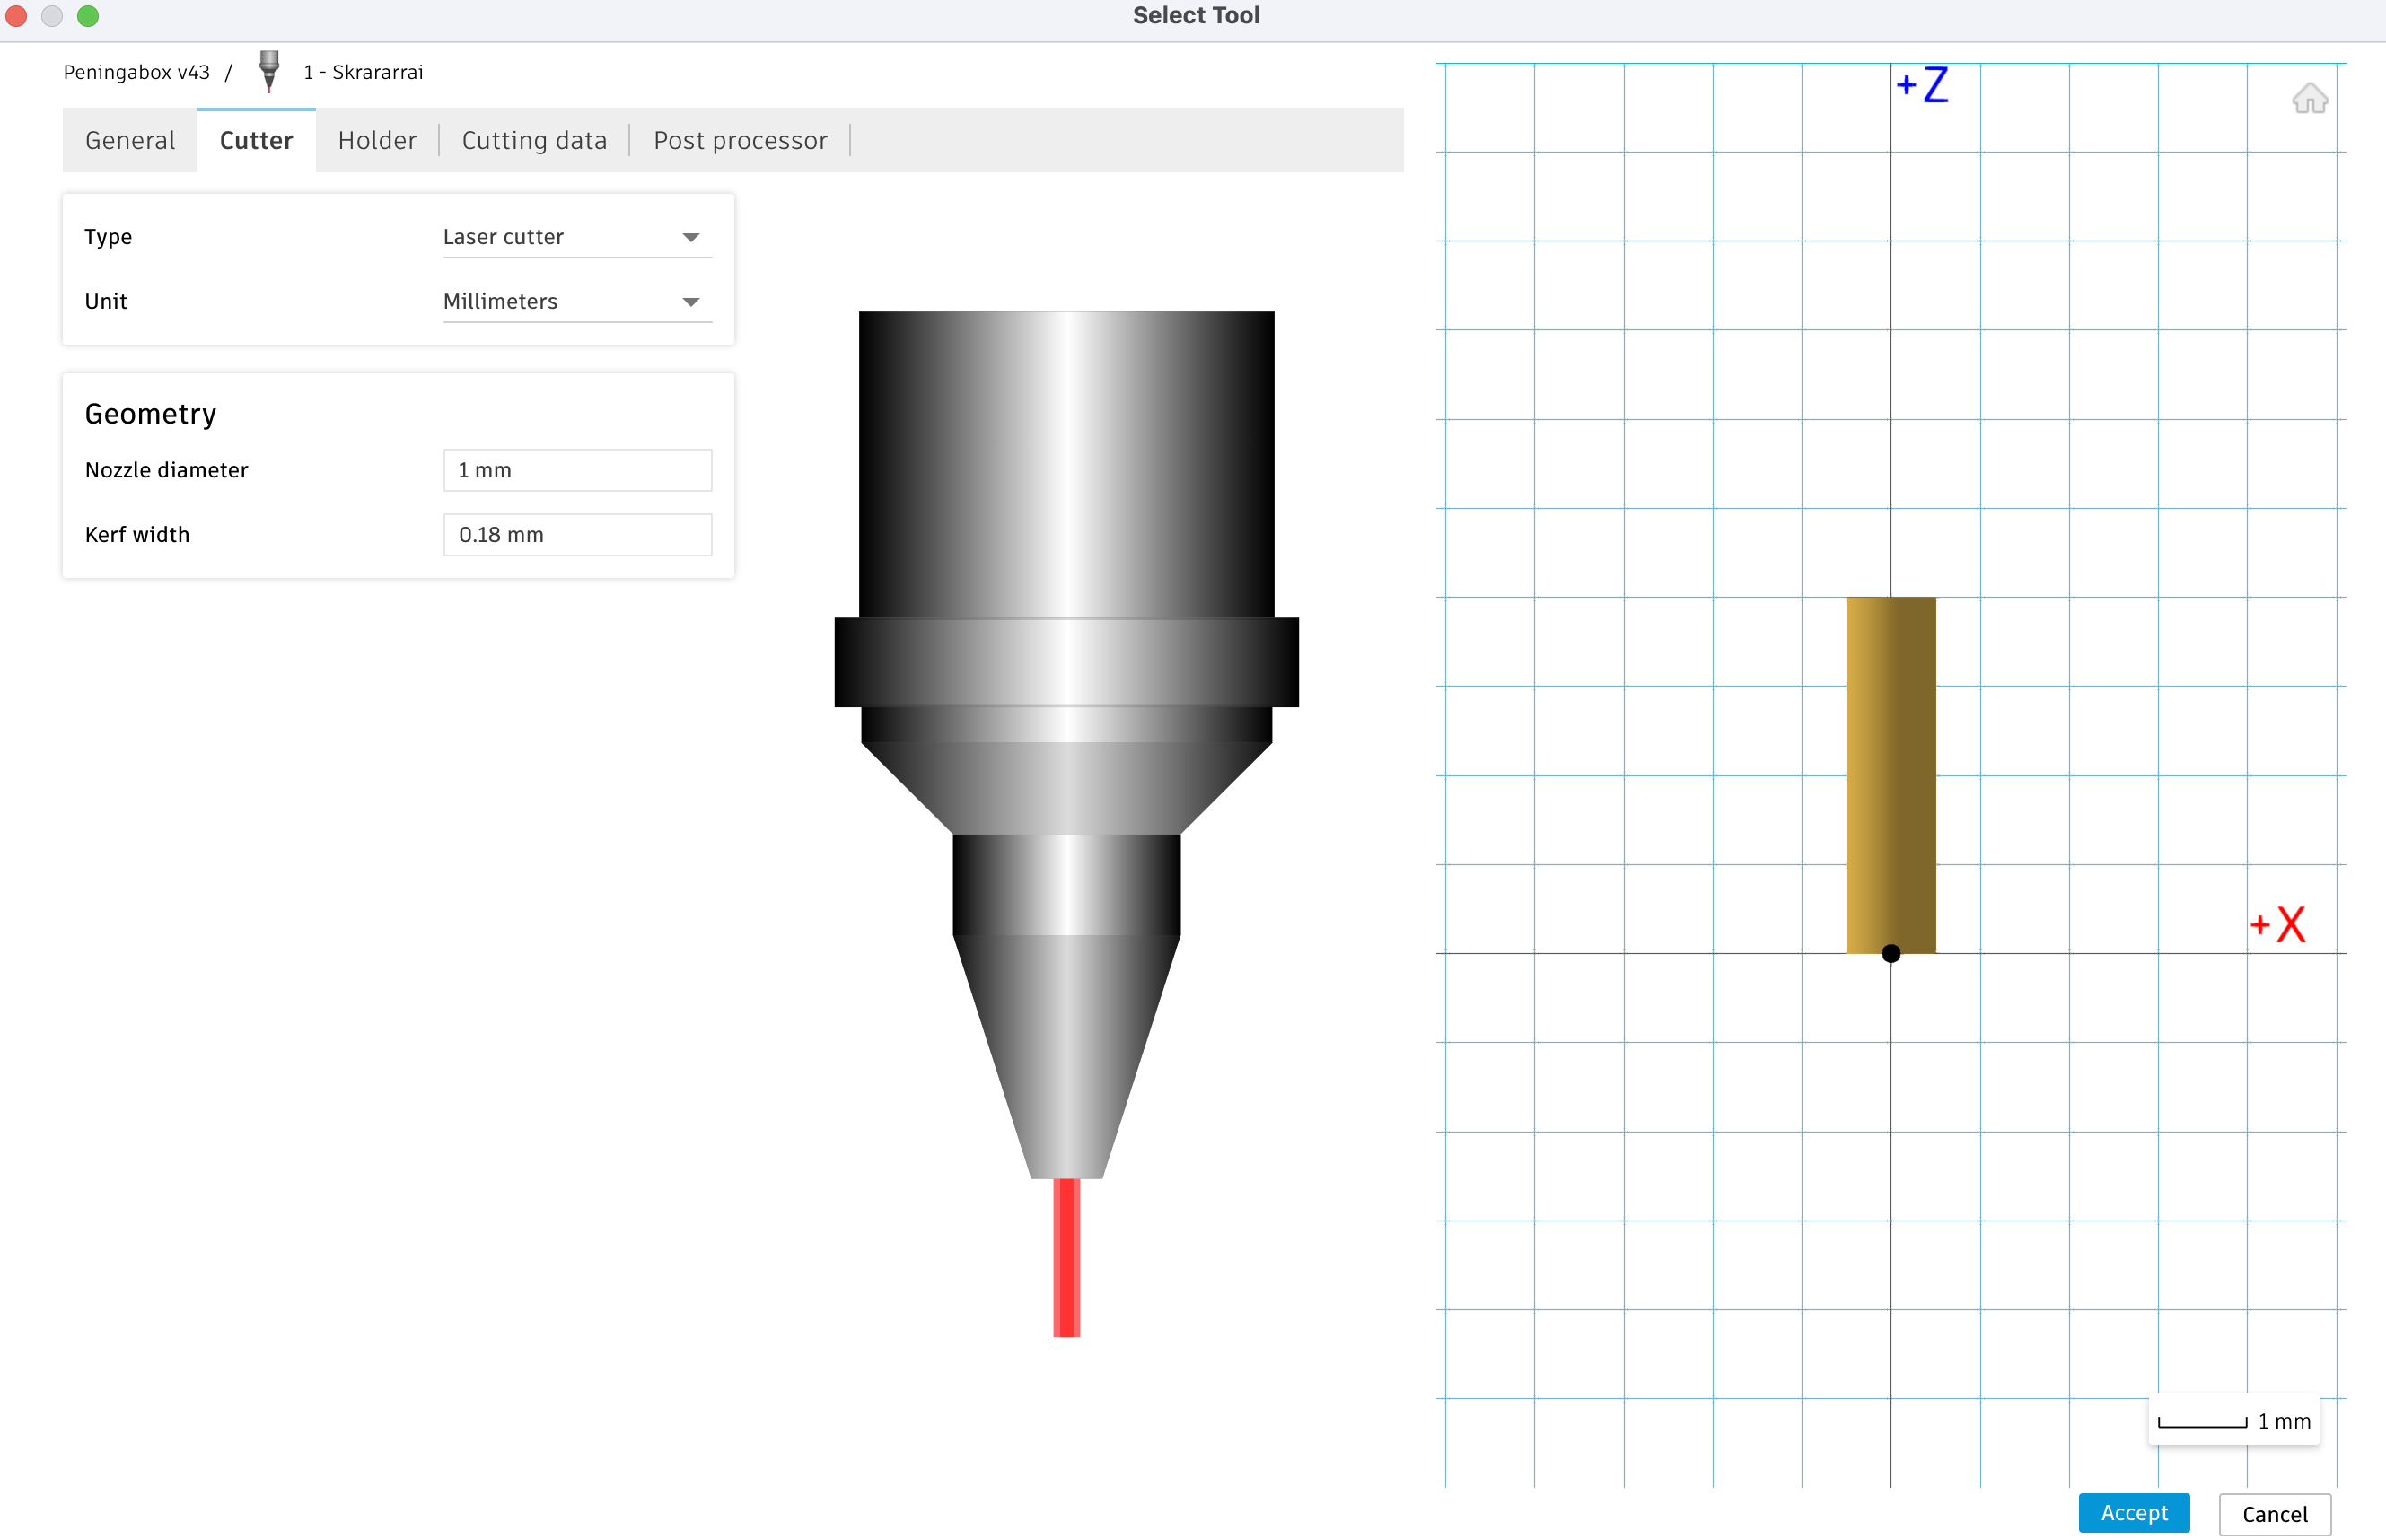 Select Tool
Peningabox v43 / 1 - Skrararrai
General Cutter Holder Cutting data Post processor
Type Laser cutter
Unit Millimeters
Geometry
Nozzle diameter 1 mm
Kerf width 0.18 mm
+Z
+X
1 mm
Accept Cancel